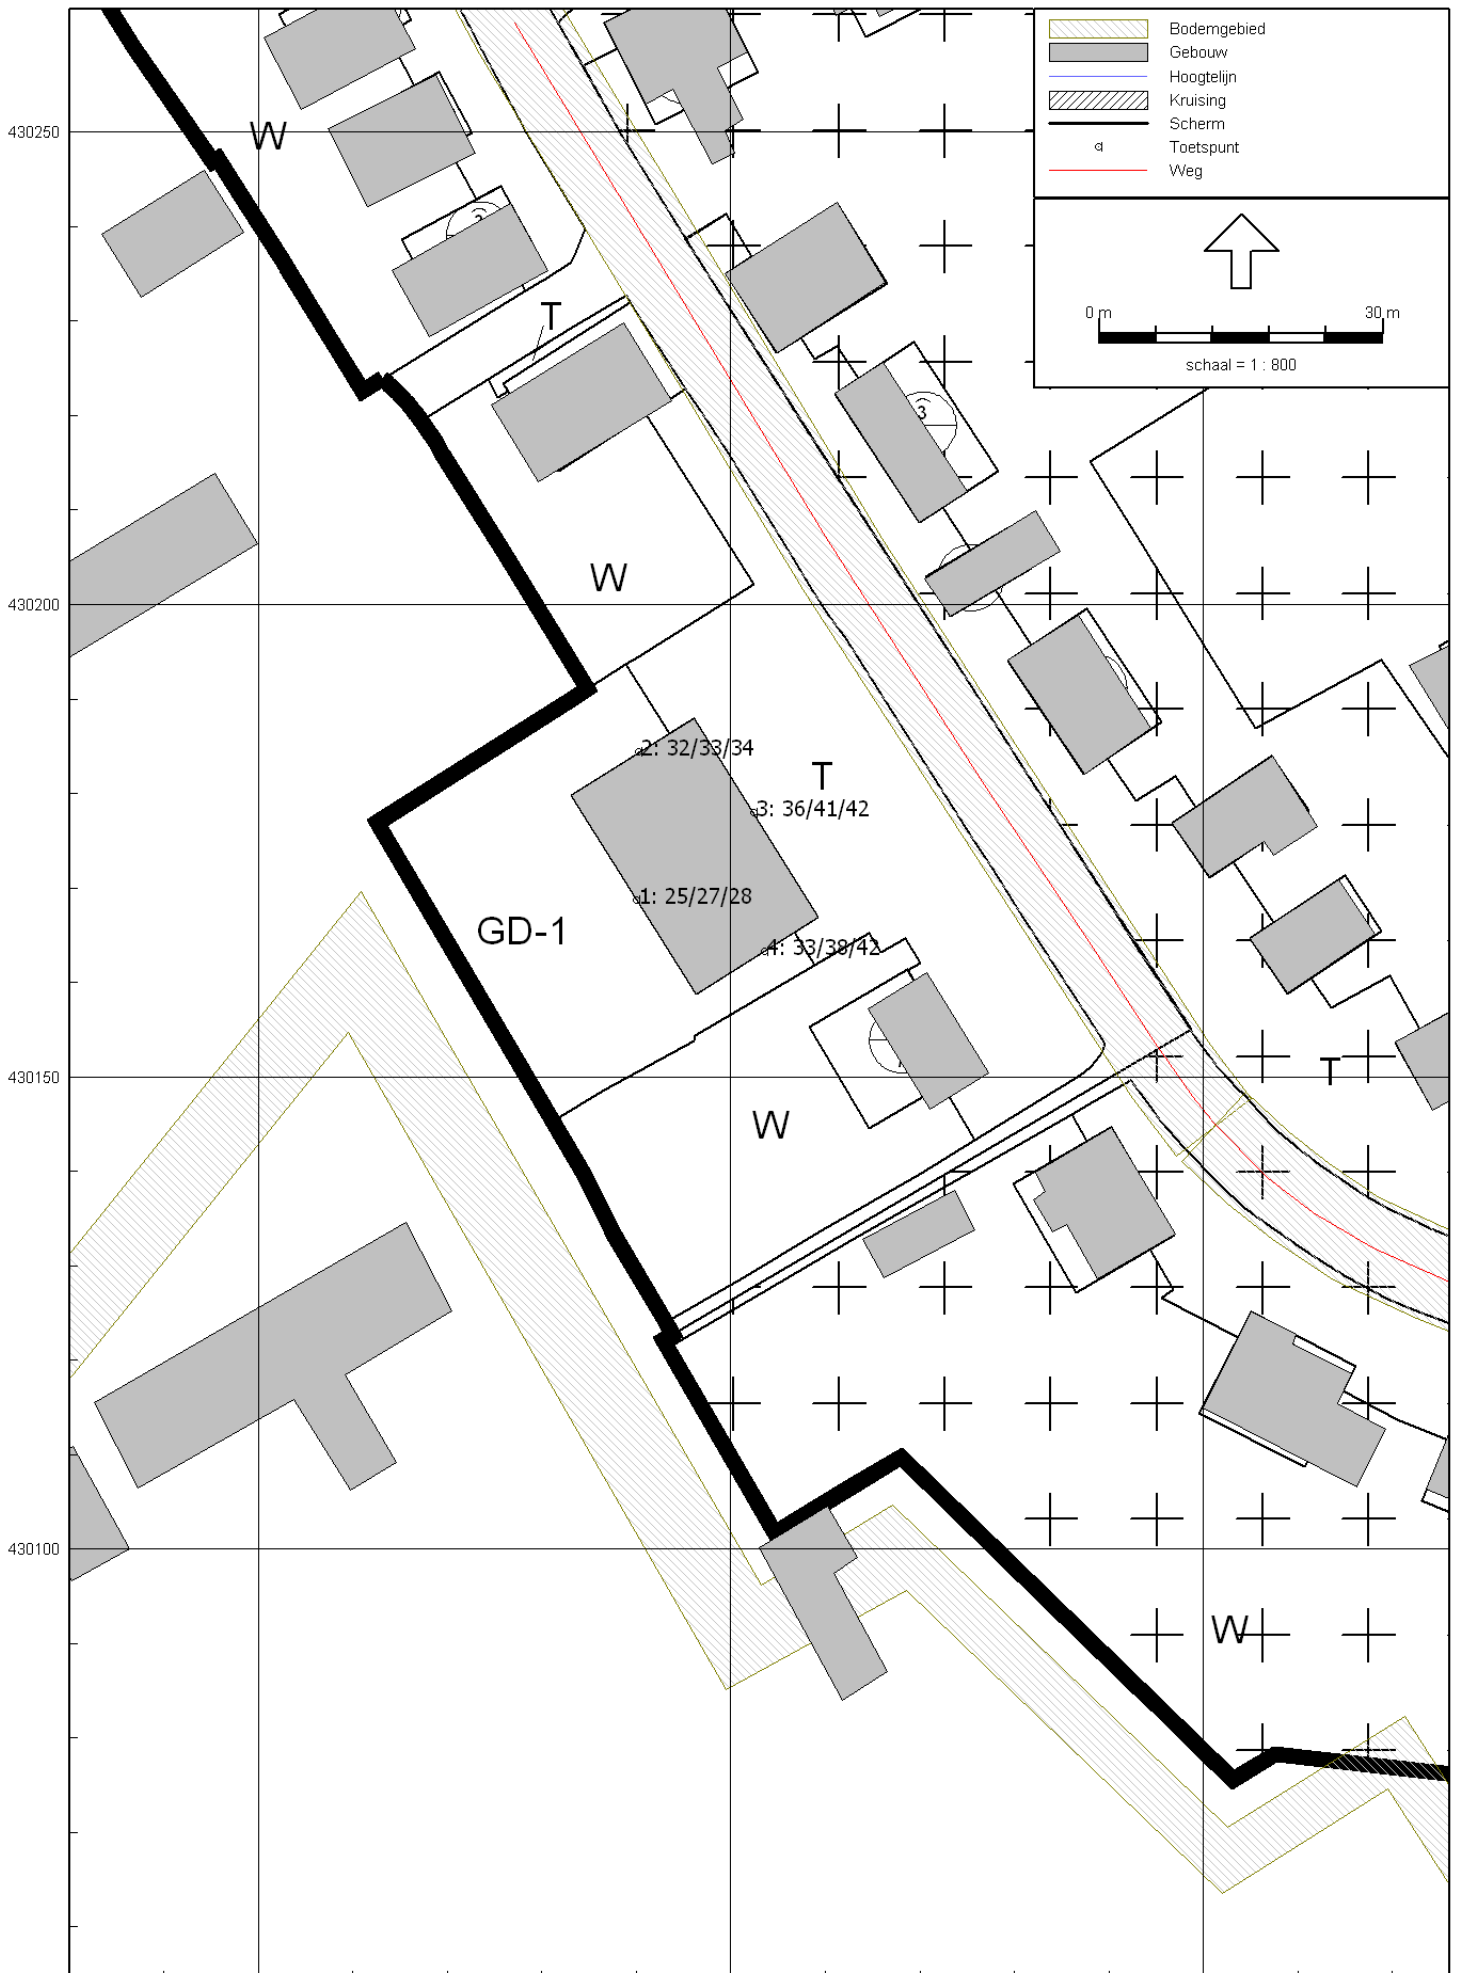 Bodemgebied
Gebouw
Hoogtelijn
Kruising
Scherm
Toetspunt
Weg
0 m 30 m
schaal = 1 : 800
430250
W
T
3
430200
W
2: 32/33/34
T
3: 36/41/42
1: 25/27/28
GD-1
4: 33/38/42
430150
T
W
430100
W